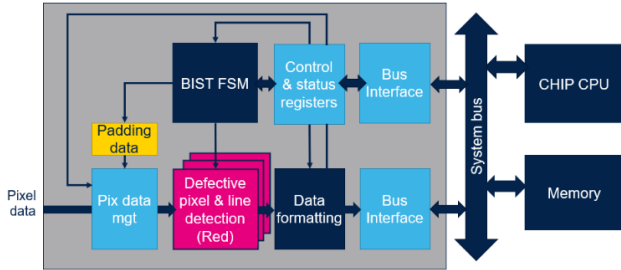 BIST FSM
Control
& status
registers
Bus
Interface
System bus
CHIP CPU
Padding
data
Pixel
data
Pix data
mgt
Defective
pixel & line
detection
(Red)
Data
formatting
Bus
Interface
Memory